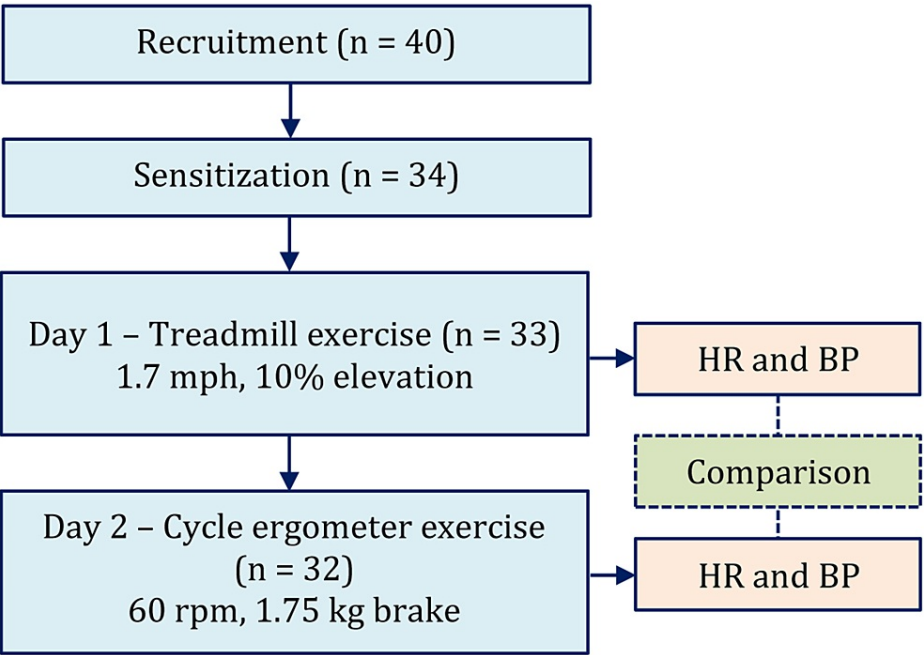 Recruitment (n = 40)
Sensitization (n = 34)
Day 1 – Treadmill exercise (n = 33)
1.7 mph, 10% elevation
HR and BP
Comparison
Day 2 – Cycle ergometer exercise
(n = 32)
60 rpm, 1.75 kg brake
HR and BP